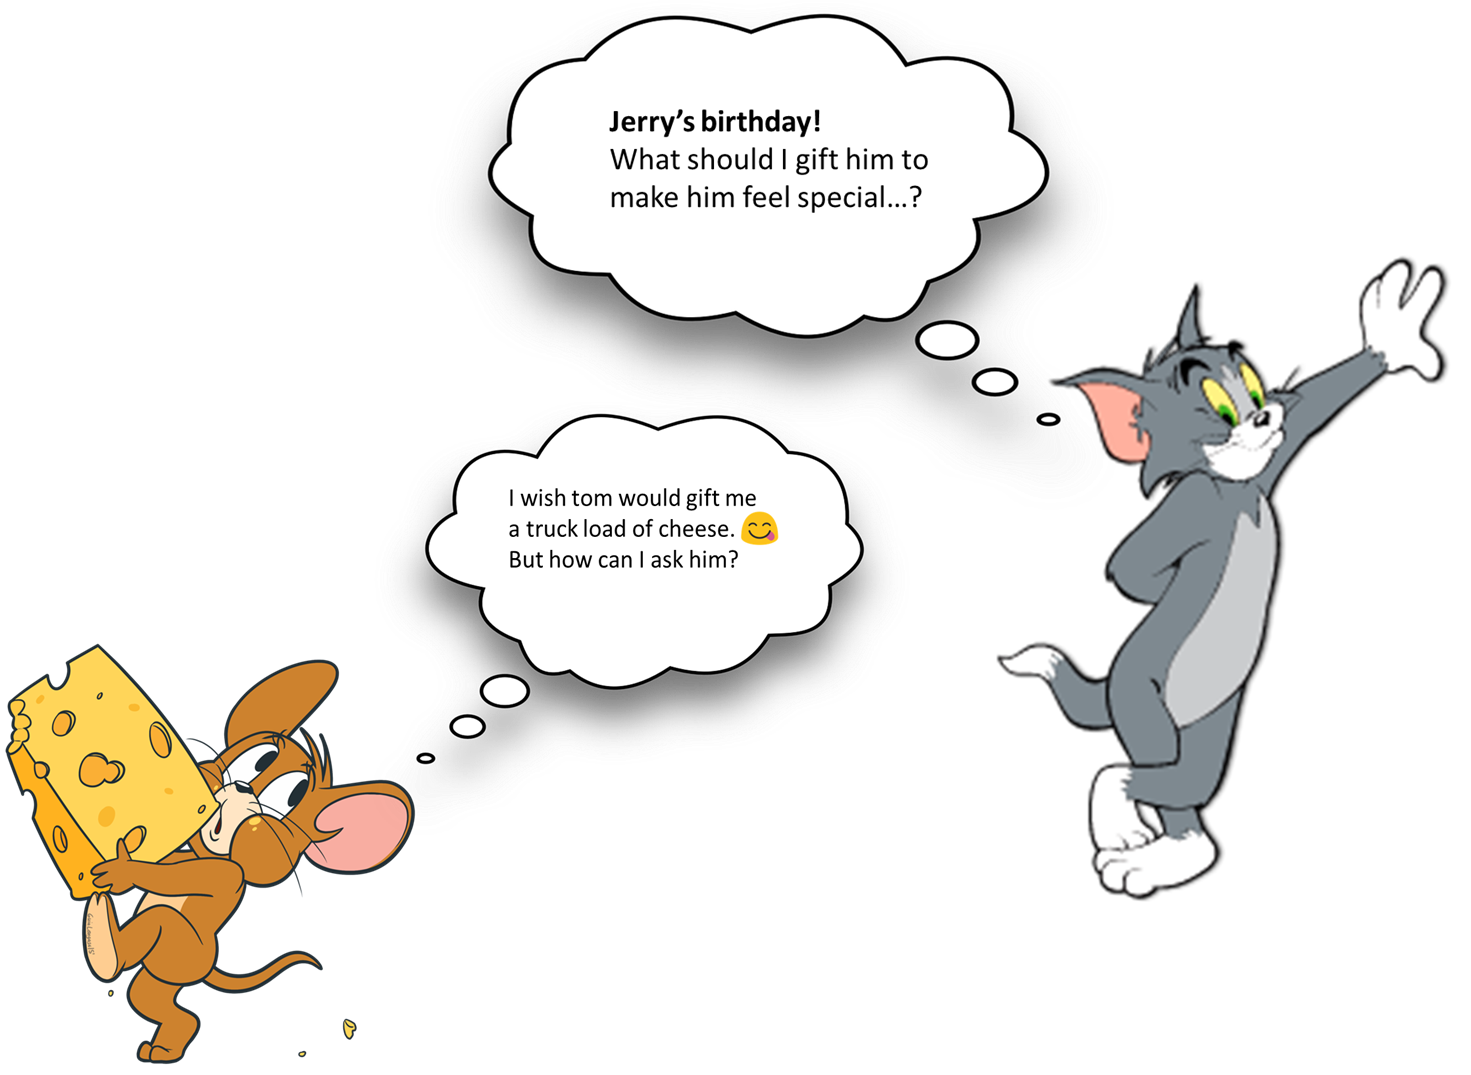 Jerry’s birthday!
What should I gift him to
make him feel special...?
I wish tom would gift me
a truck load of cheese. 😋
But how can I ask him?